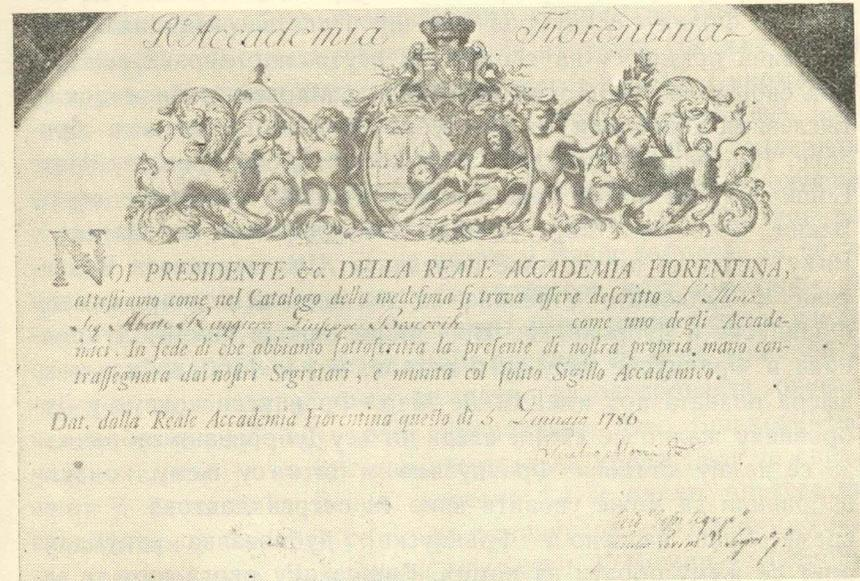 R.ᵃ Accademia Fiorentina
NOI PRESIDENTE &c. DELLA REALE ACCADEMIA FIORENTINA,
attestiamo come nel Catalogo della medesima si trova essere descritto L'Illmo
Sig Abate Ruggiero Giuseppe Boscovih come uno degli Accade-
mici. In fede di che abbiamo sottoscritta la presente di nostra propria mano con-
trassegnata dai nostri Segretari, e munita col solito Sigillo Accademico.
Dat. dalla Reale Accademia Fiorentina questo dì 5 Gennaio 1786